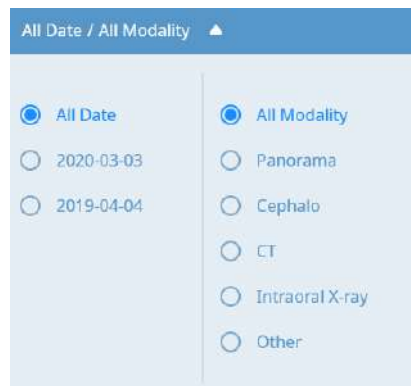 All Date / All Modality
All Date
2020-03-03
2019-04-04
All Modality
Panorama
Cephalo
CT
Intraoral X-ray
Other